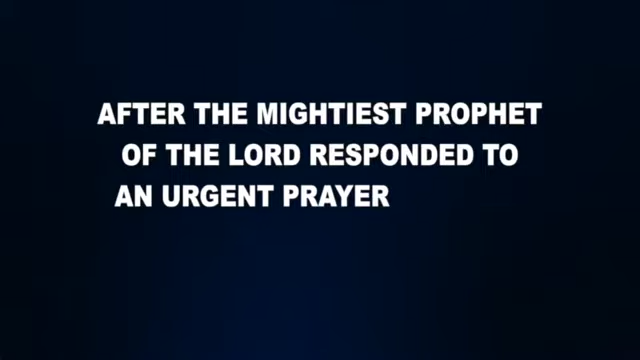 AFTER THE MIGHTIEST PROPHET
OF THE LORD RESPONDED TO
AN URGENT PRAYER